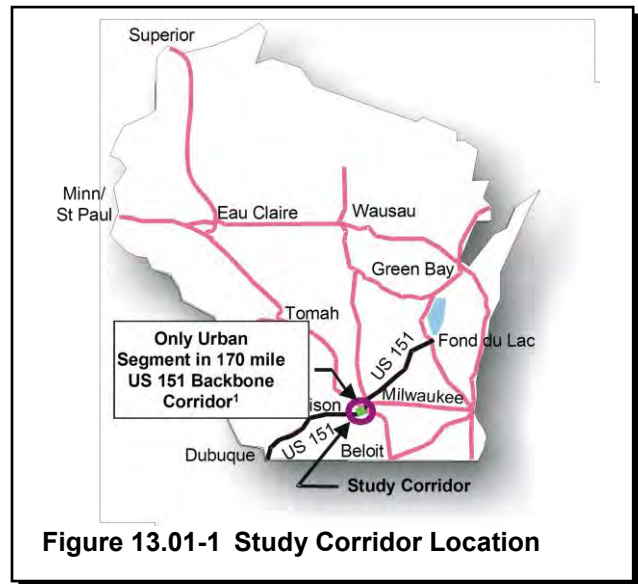 Superior
Minn/
St Paul
Eau Claire
Wausau
Green Bay
Tomah
Only Urban
Segment in 170 mile
US 151 Backbone
Corridor¹
US 151
Fond du Lac
ison
Milwaukee
Dubuque
US 151
Beloit
Study Corridor
Figure 13.01-1 Study Corridor Location